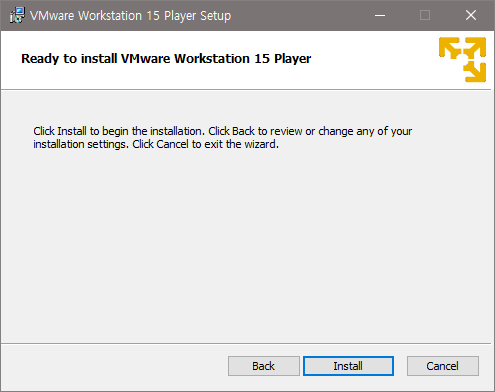 VMware Workstation 15 Player Setup
Ready to install VMware Workstation 15 Player
Click Install to begin the installation. Click Back to review or change any of your
installation settings. Click Cancel to exit the wizard.
Back Install Cancel